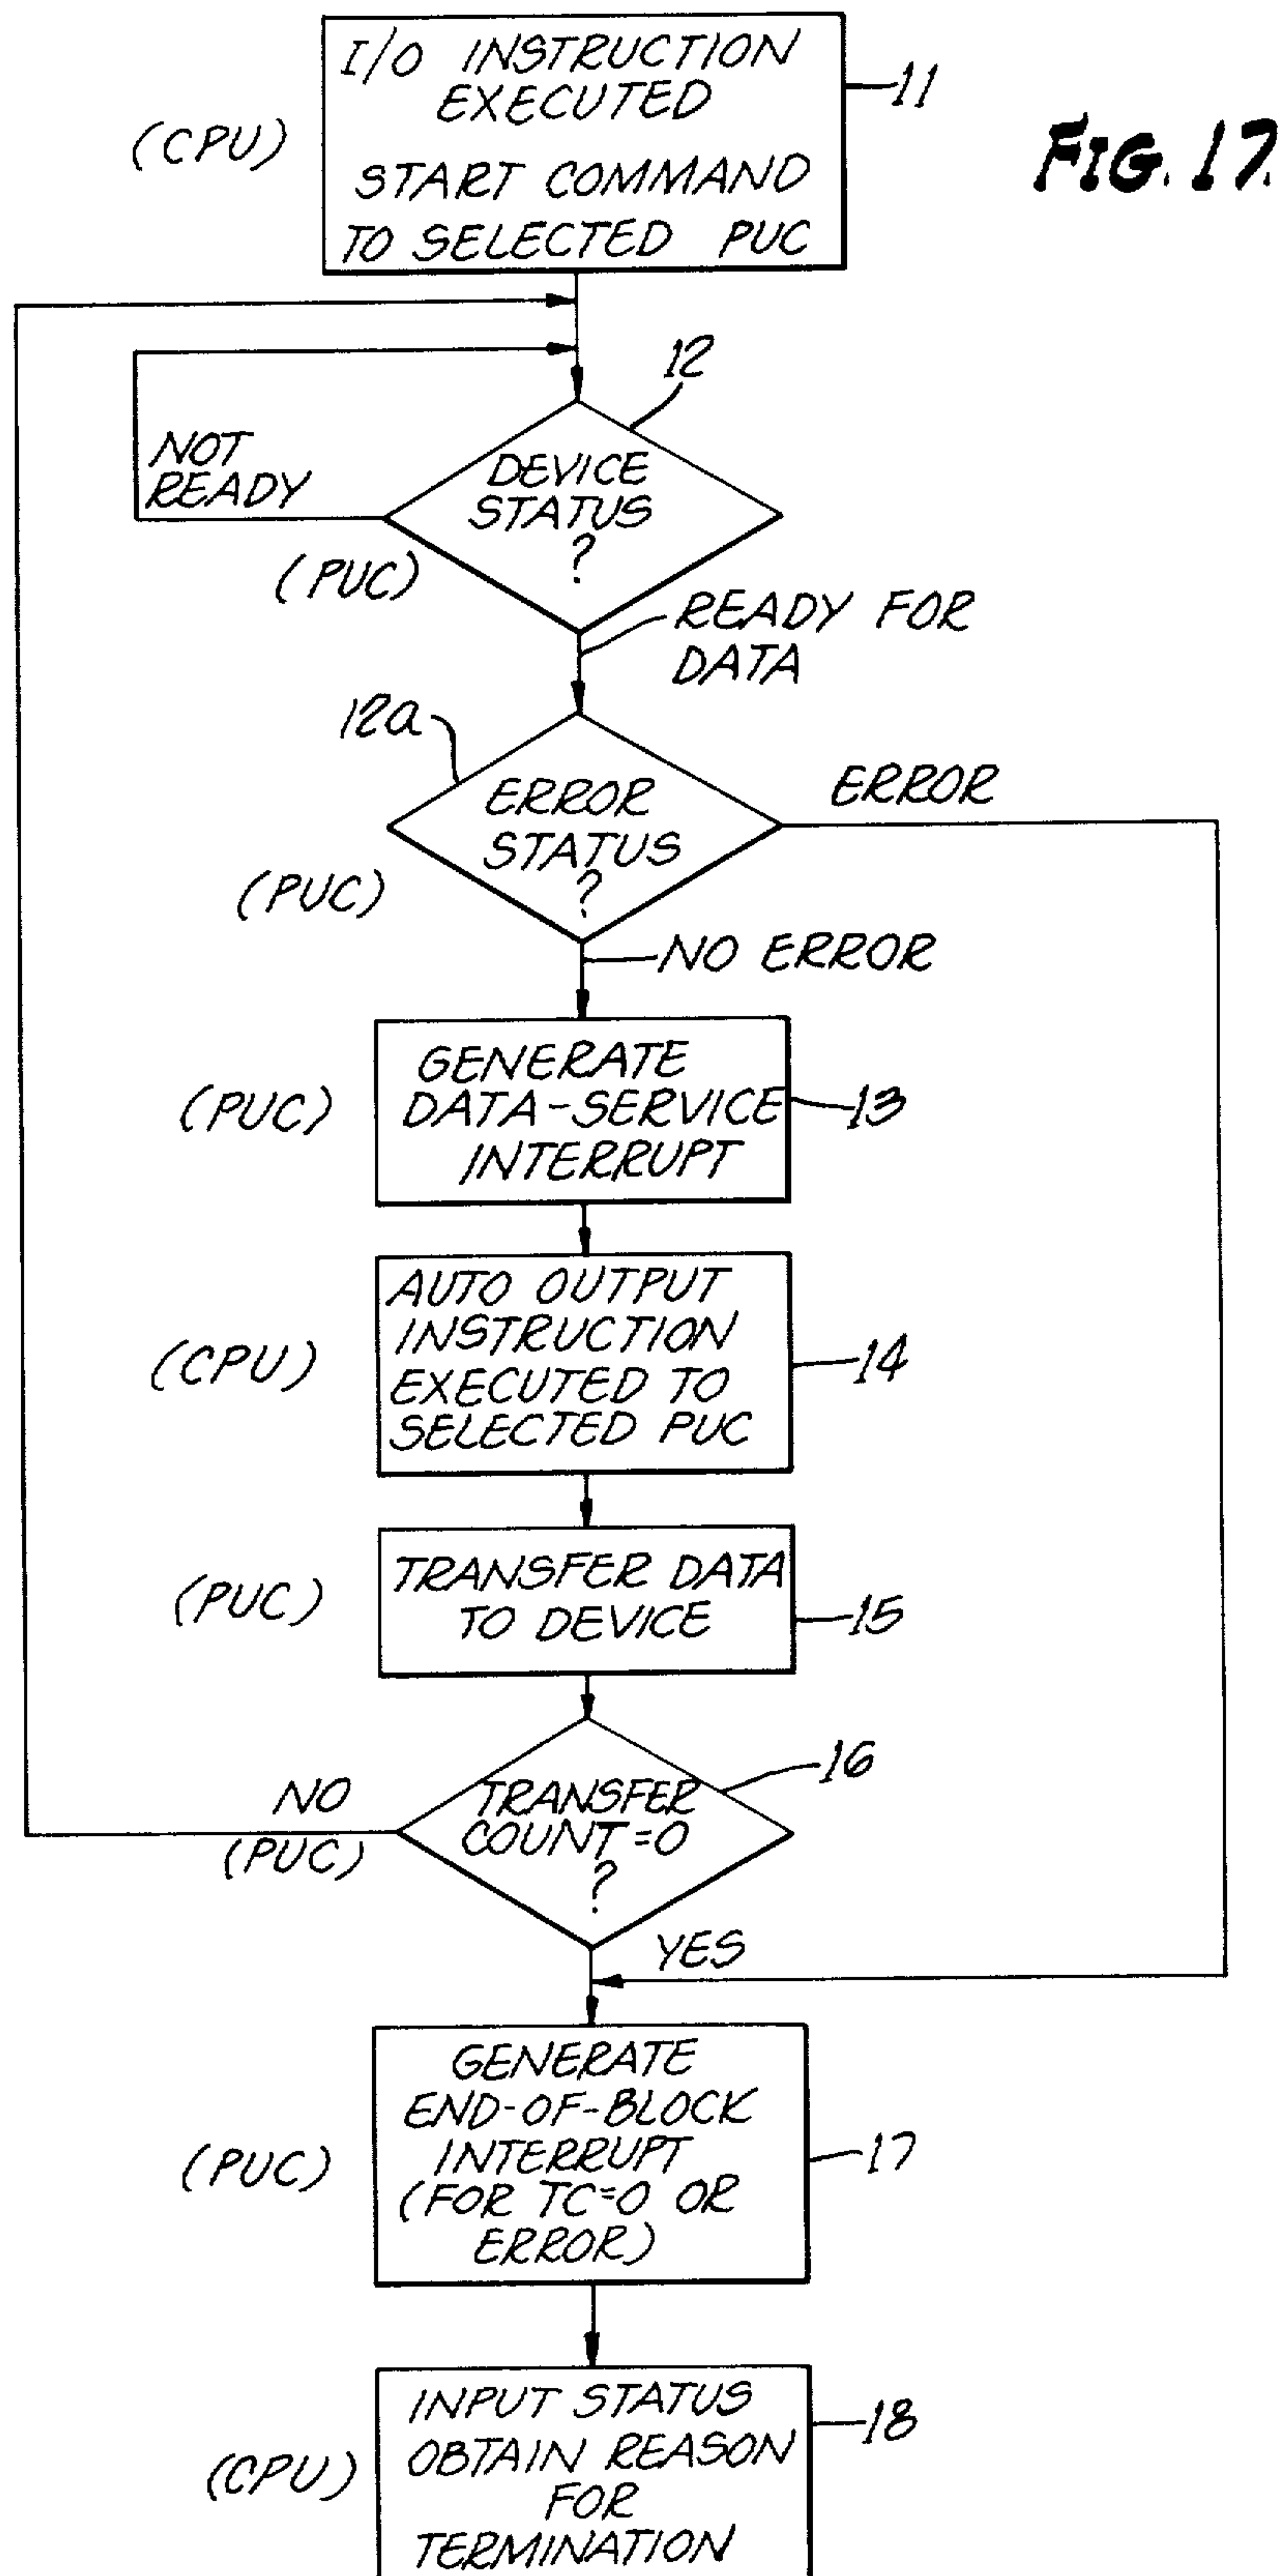 I/O INSTRUCTION
EXECUTED
START COMMAND
TO SELECTED PUC
(CPU)
11
FIG. 17.
12
NOT
READY
DEVICE
STATUS
?
(PUC)
READY FOR
DATA
12a
ERROR
STATUS
?
ERROR
(PUC)
NO ERROR
GENERATE
DATA-SERVICE
INTERRUPT
(PUC)
13
AUTO OUTPUT
INSTRUCTION
EXECUTED TO
SELECTED PUC
(CPU)
14
TRANSFER DATA
TO DEVICE
(PUC)
15
16
TRANSFER
COUNT=0
?
NO
(PUC)
YES
GENERATE
END-OF-BLOCK
INTERRUPT
(FOR TC=0 OR
ERROR)
(PUC)
17
INPUT STATUS
OBTAIN REASON
FOR
TERMINATION
(CPU)
18